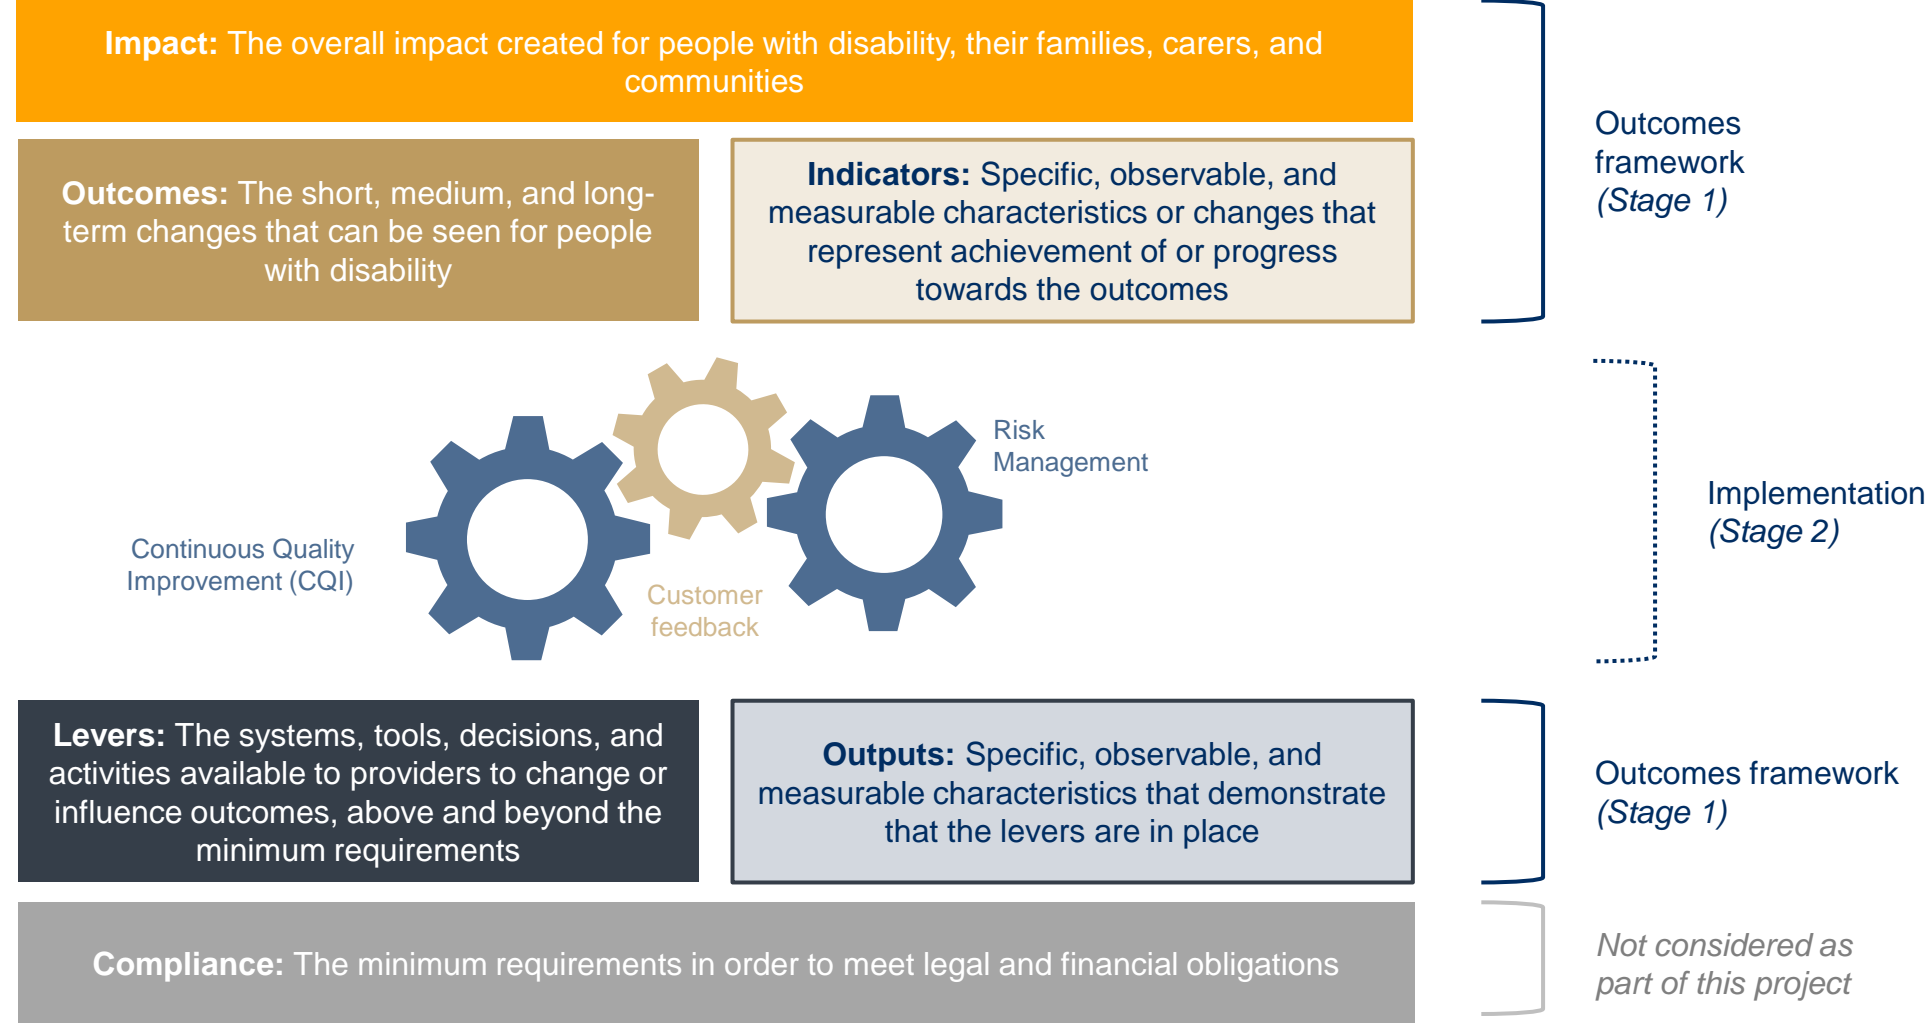 Impact: The overall impact created for people with disability, their families, carers, and
communities
Outcomes: The short, medium, and long-
term changes that can be seen for people
with disability
Indicators: Specific, observable, and
measurable characteristics or changes that
represent achievement of or progress
towards the outcomes
Outcomes
framework
(Stage 1)
Risk
Management
Continuous Quality
Improvement (CQI)
Customer
feedback
Implementation
(Stage 2)
Levers: The systems, tools, decisions, and
activities available to providers to change or
influence outcomes, above and beyond the
minimum requirements
Outputs: Specific, observable, and
measurable characteristics that demonstrate
that the levers are in place
Outcomes framework
(Stage 1)
Compliance: The minimum requirements in order to meet legal and financial obligations
Not considered as
part of this project